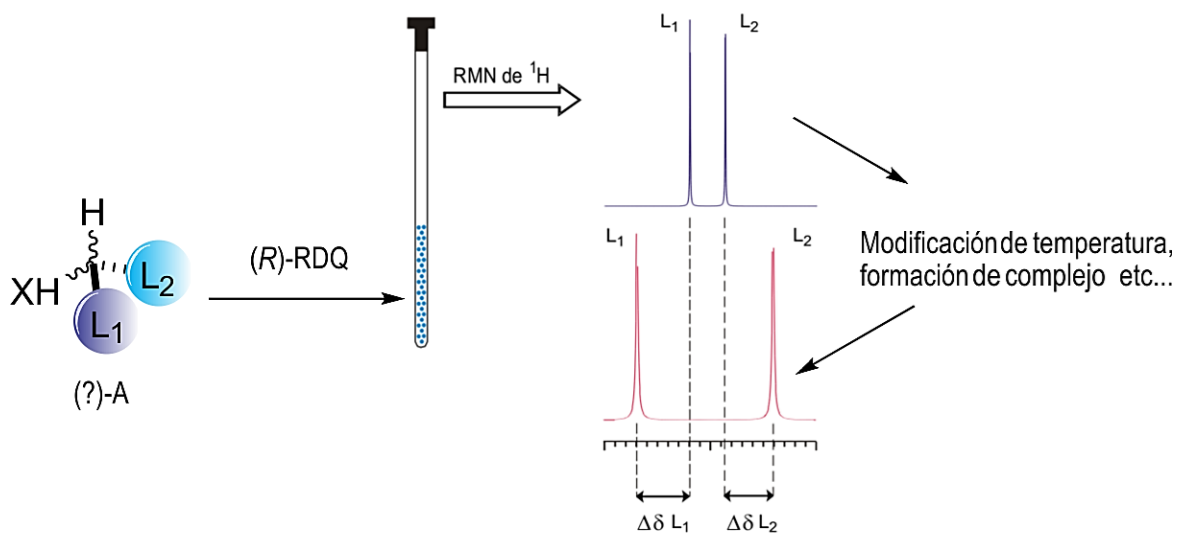 H
XH
L₁
L₂
(?)-A
(R)-RDQ
RMN de ¹H
L₁
L₂
L₁
L₂
Modificación de temperatura,
formación de complejo etc...
Δδ L₁
Δδ L₂